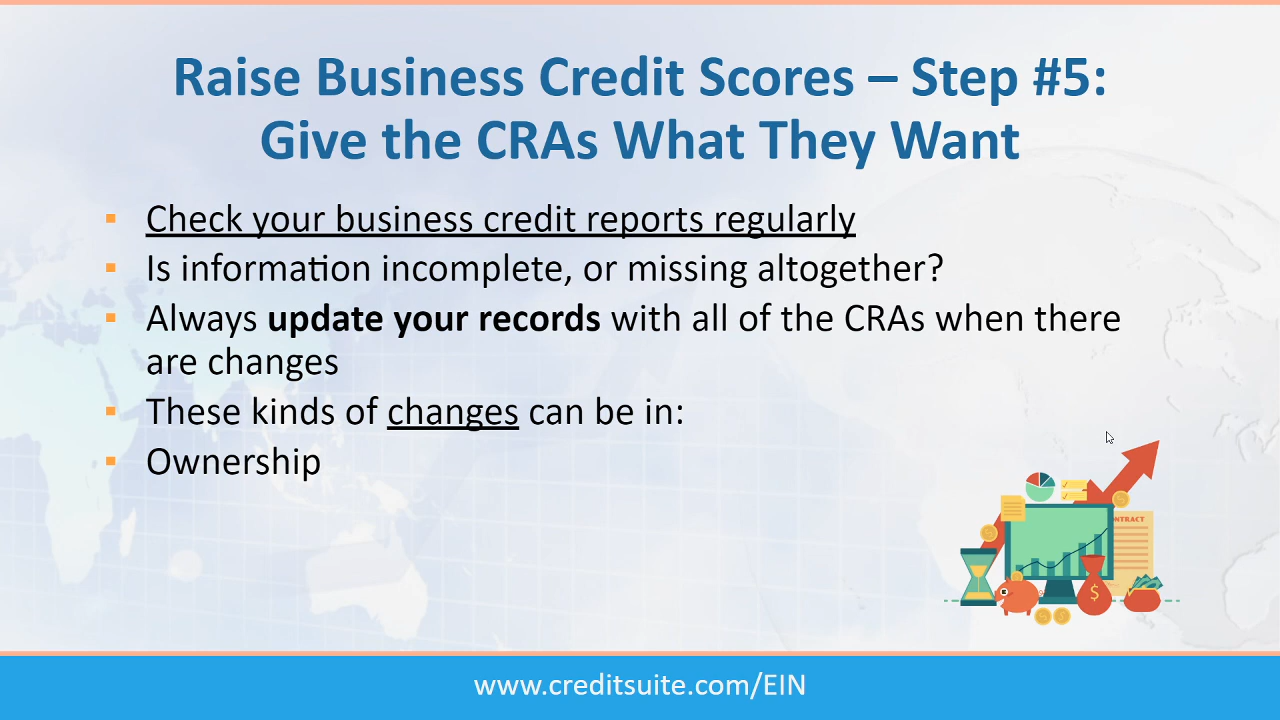 Raise Business Credit Scores – Step #5:
Give the CRAs What They Want
▪ Check your business credit reports regularly
▪ Is information incomplete, or missing altogether?
▪ Always update your records with all of the CRAs when there
are changes
▪ These kinds of changes can be in:
▪ Ownership
ONTRACT
$
www.creditsuite.com/EIN